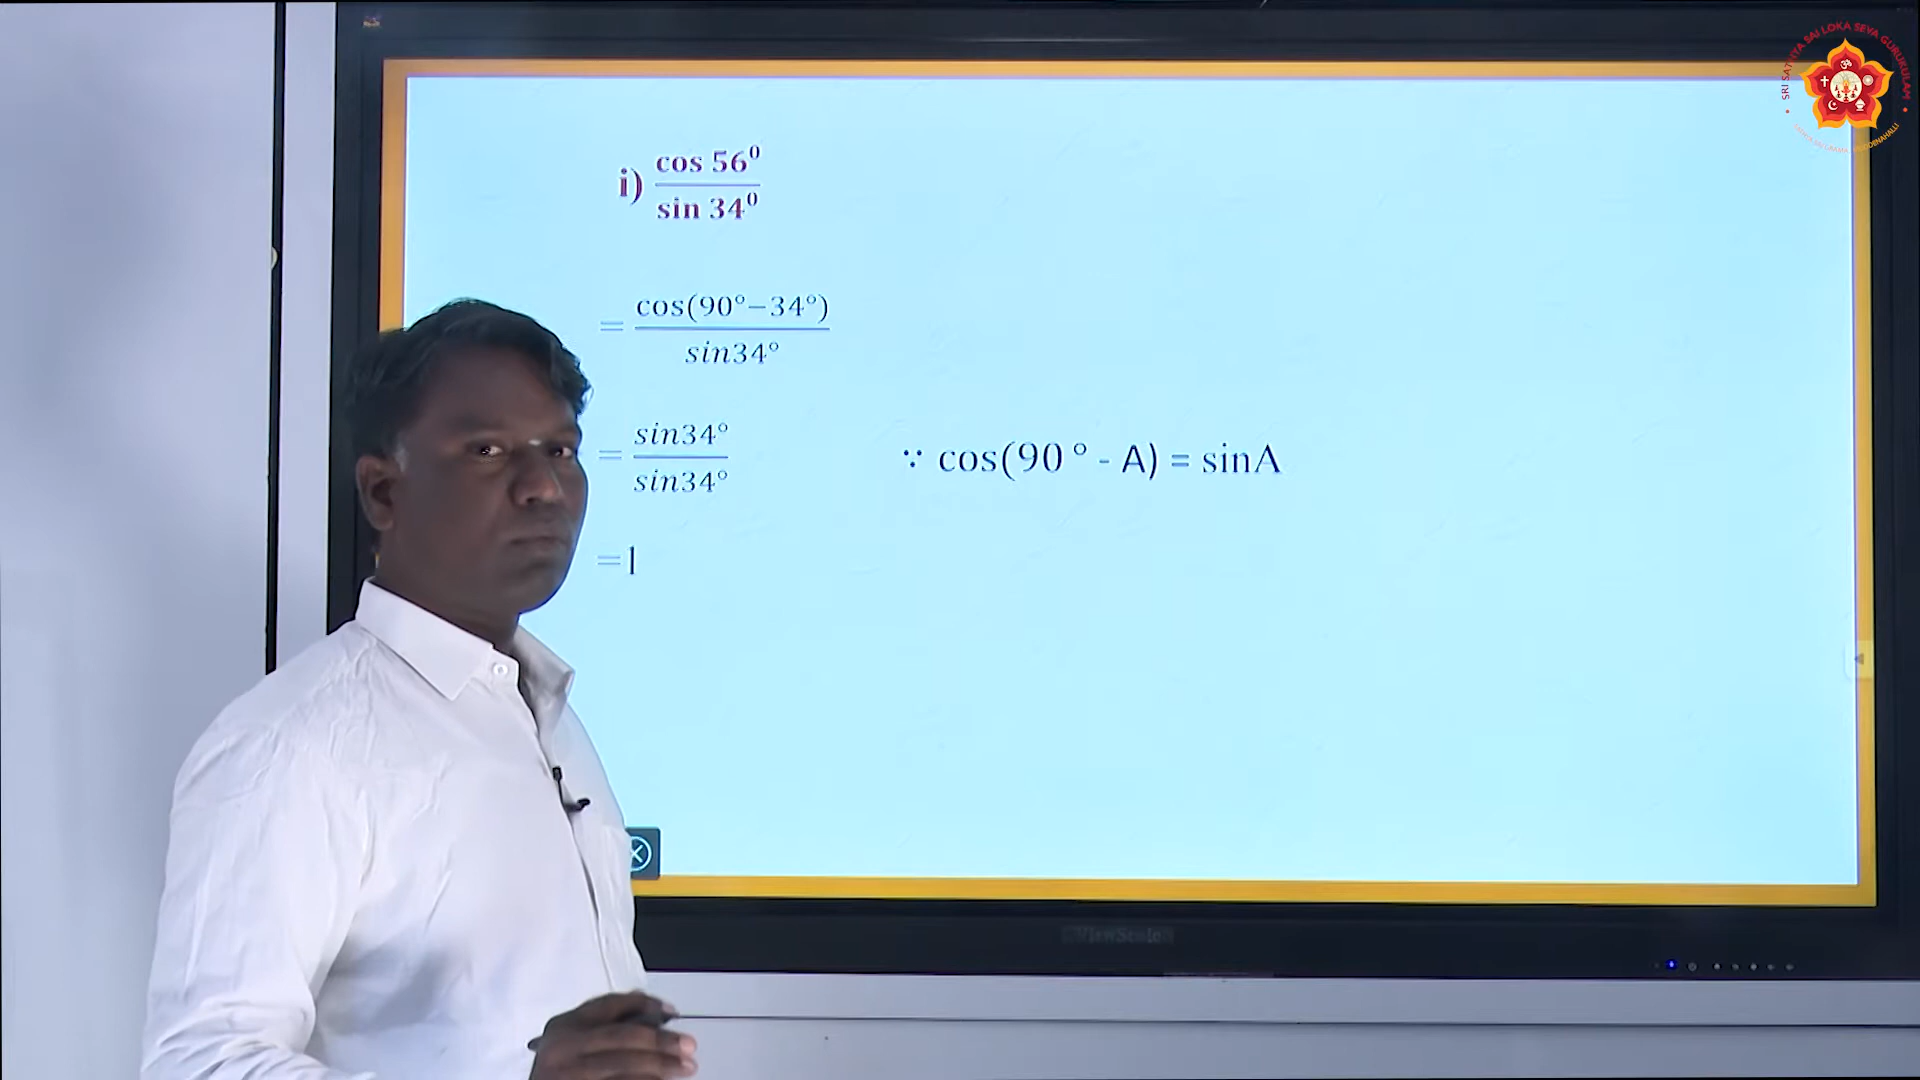 i) cos 56⁰ / sin 34⁰
= cos(90°−34°) / sin34°
= sin34° / sin34°
∵ cos(90° - A) = sinA
=1
SRI SATHYA SAI LOKA SEVA GURUKULAM
ViewSonic